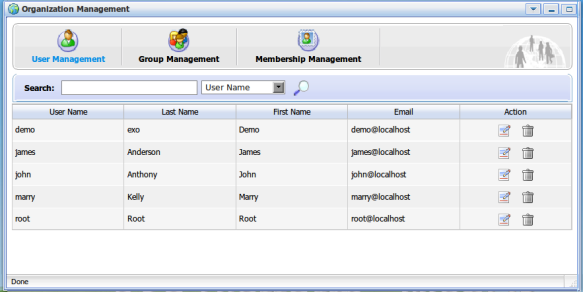 Organization Management
User Management Group Management Membership Management
Search: User Name
User Name Last Name First Name Email Action
demo exo Demo demo@localhost
james Anderson James james@localhost
john Anthony John john@localhost
marry Kelly Marry marry@localhost
root Root Root root@localhost
Done